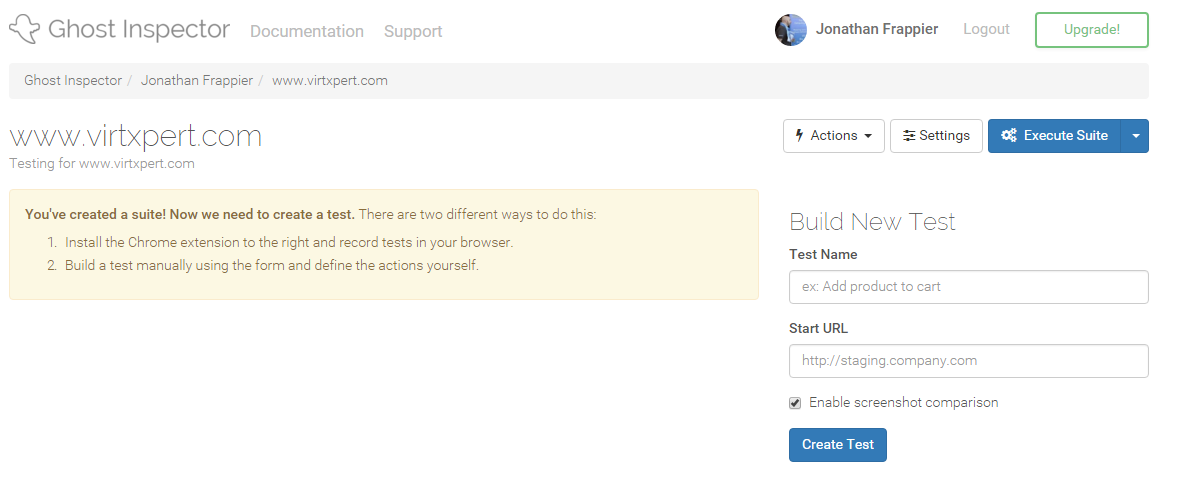 Ghost Inspector Documentation Support Jonathan Frappier Logout Upgrade!
Ghost Inspector / Jonathan Frappier / www.virtxpert.com
www.virtxpert.com
Testing for www.virtxpert.com
Actions Settings Execute Suite
You've created a suite! Now we need to create a test. There are two different ways to do this:
1. Install the Chrome extension to the right and record tests in your browser.
2. Build a test manually using the form and define the actions yourself.
Build New Test
Test Name
ex: Add product to cart
Start URL
http://staging.company.com
Enable screenshot comparison
Create Test